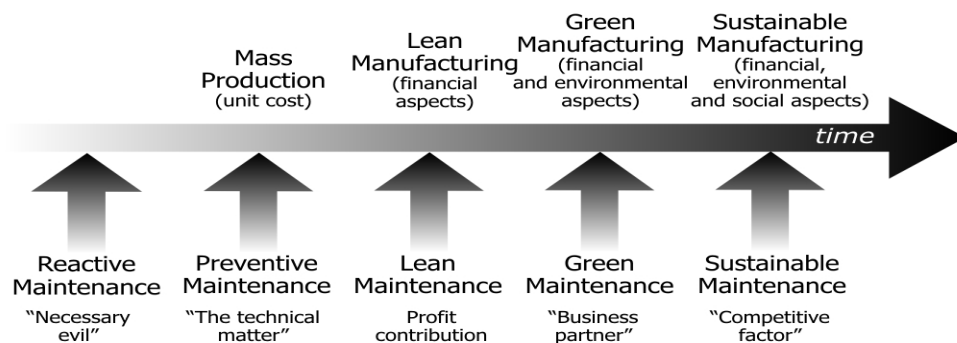 Mass
Production
(unit cost)
Lean
Manufacturing
(financial
aspects)
Green
Manufacturing
(financial
and environmental
aspects)
Sustainable
Manufacturing
(financial,
environmental
and social aspects)
time
Reactive
Maintenance
“Necessary
evil”
Preventive
Maintenance
“The technical
matter”
Lean
Maintenance
Profit
contribution
Green
Maintenance
“Business
partner”
Sustainable
Maintenance
“Competitive
factor”